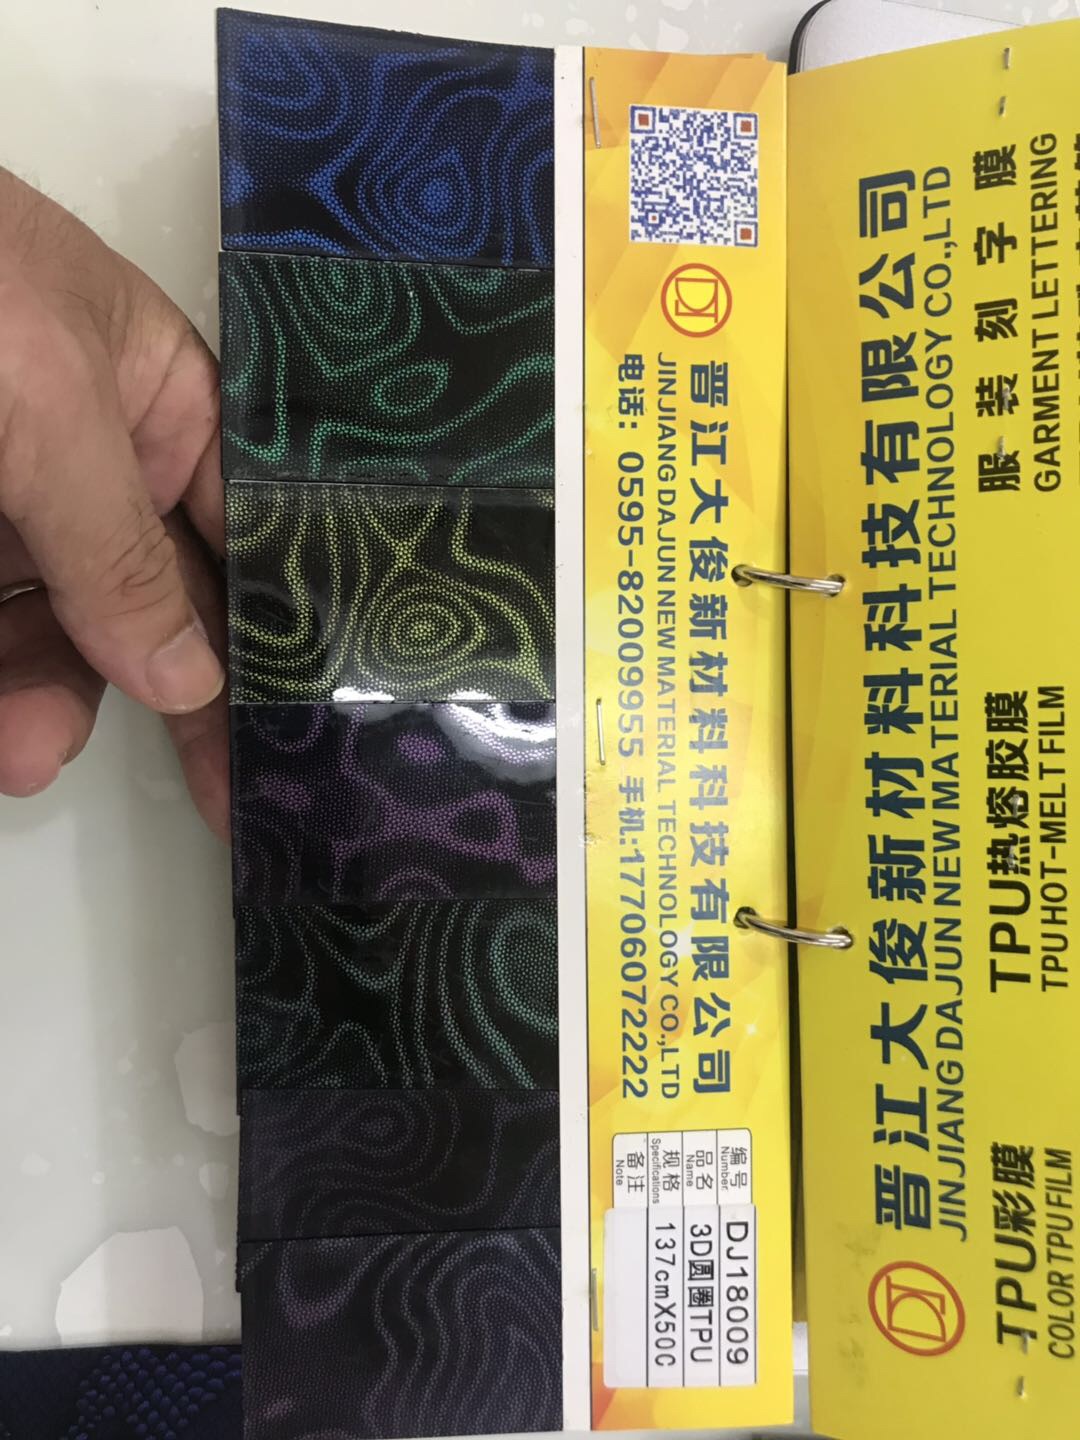 晋江大俊新材料科技有限公司
JINJIANG DAJUN NEW MATERIAL TECHNOLOGY CO.,LTD
电话：0595-82009955 手机:17706072222
编号 Number DJ18009
品名 Name 3D圆圈TPU
规格 Specifications 137cmX50C
备注 Note
晋江大俊新材料科技有限公司
JINJIANG DAJUN NEW MATERIAL TECHNOLOGY CO.,LTD
TPU彩膜
COLOR TPU FILM
TPU热熔胶膜
TPU HOT-MELT FILM
服装刻字膜
GARMENT LETTERING